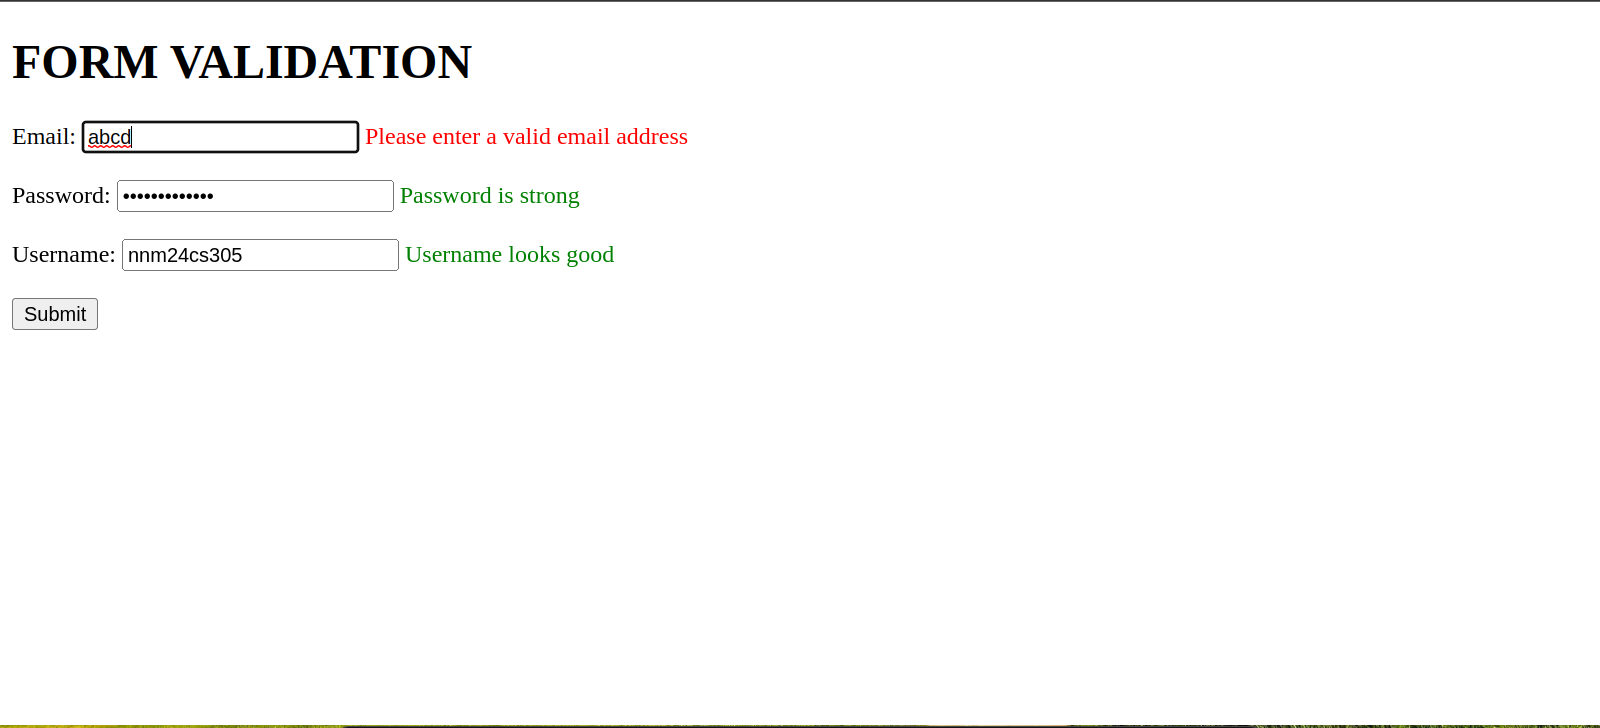 FORM VALIDATION
Email: abcd Please enter a valid email address
Password: ••••••••••••• Password is strong
Username: nnm24cs305 Username looks good
Submit